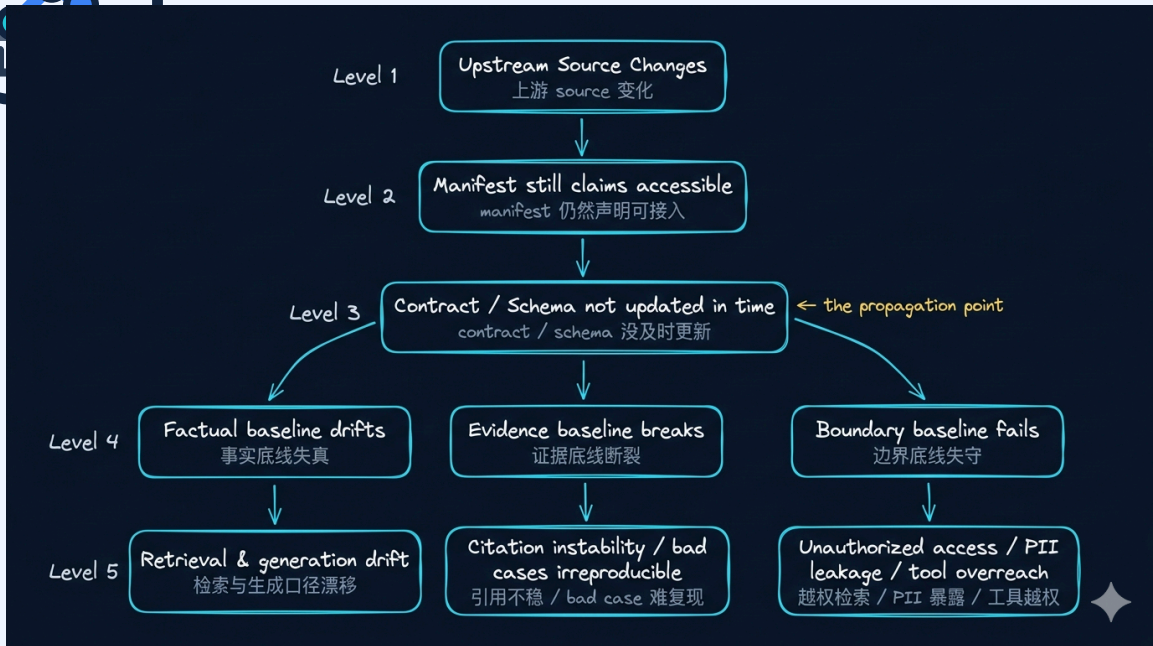 Level 1
Upstream Source Changes
上游 source 变化
Level 2
Manifest still claims accessible
manifest 仍然声明可接入
Level 3
Contract / Schema not updated in time
contract / schema 没及时更新
← the propagation point
Level 4
Factual baseline drifts
事实底线失真
Evidence baseline breaks
证据底线断裂
Boundary baseline fails
边界底线失守
Level 5
Retrieval & generation drift
检索与生成口径漂移
Citation instability / bad
cases irreproducible
引用不稳 / bad case 难复现
Unauthorized access / PII
leakage / tool overreach
越权检索 / PII 暴露 / 工具越权